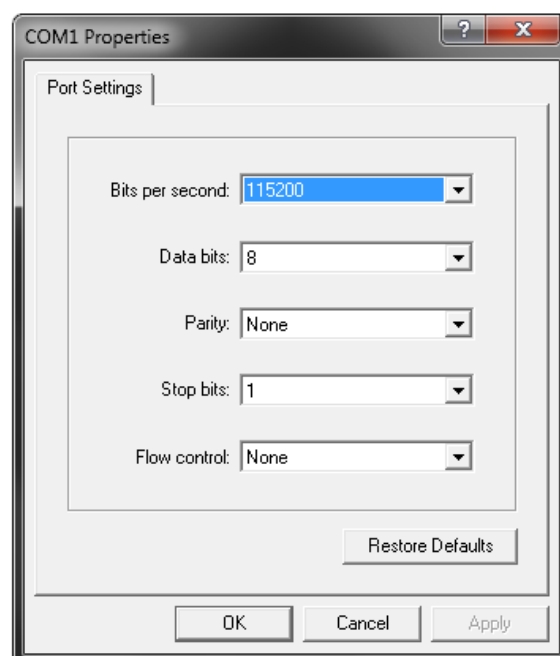 COM1 Properties
Port Settings
Bits per second: 115200
Data bits: 8
Parity: None
Stop bits: 1
Flow control: None
Restore Defaults
OK Cancel Apply